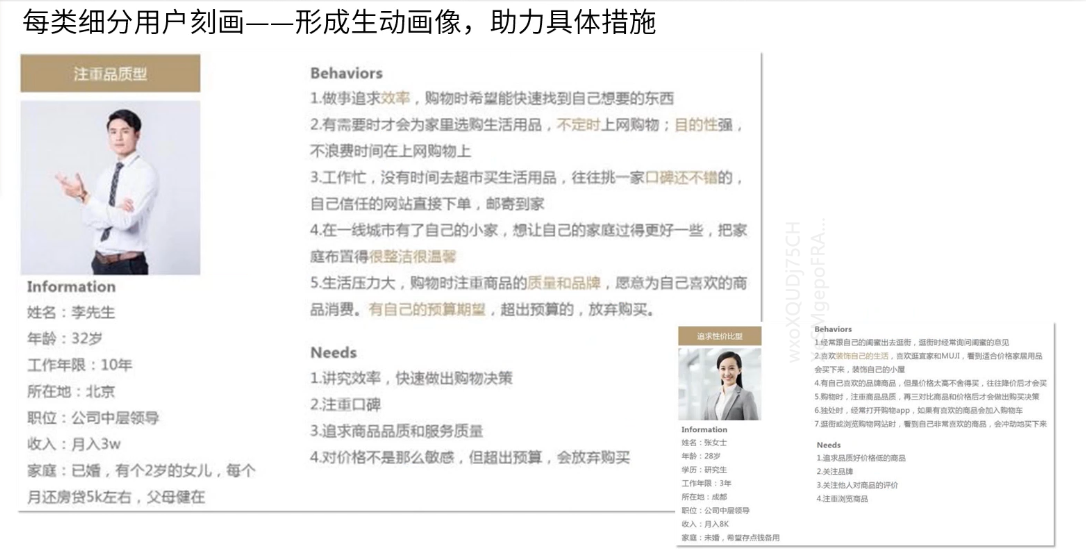 每类细分用户刻画——形成生动画像，助力具体措施
注重品质型
Information
姓名：李先生
年龄：32岁
工作年限：10年
所在地：北京
职位：公司中层领导
收入：月入3w
家庭：已婚，有个2岁的女儿，每个
月还房贷5k左右，父母健在
Behaviors
1.做事追求效率，购物时希望能快速找到自己想要的东西
2.有需要时才会为家里选购生活用品，不定时上网购物；目的性强，
不浪费时间在上网购物上
3.工作忙，没有时间去超市买生活用品，往往挑一家口碑还不错的，
自己信任的网站直接下单，邮寄到家
4.在一线城市有了自己的小家，想让自己的家庭过得更好一些，把家
庭布置得很整洁很温馨
5.生活压力大，购物时注重商品的质量和品牌，愿意为自己喜欢的商
品消费。有自己的预算期望，超出预算的，放弃购买。
Needs
1.讲究效率，快速做出购物决策
2.注重口碑
3.追求商品品质和服务质量
4.对价格不是那么敏感，但超出预算，会放弃购买
追求性价比型
Information
姓名：张女士
年龄：28岁
学历：研究生
工作年限：3年
所在地：成都
职位：公司中层领导
收入：月入8K
家庭：未婚，希望存点钱备用
Behaviors
1.经常跟自己的闺蜜出去逛街，逛街时经常询问闺蜜的意见
2.喜欢装饰自己的生活，喜欢逛宜家和MUJI，看到适合价格家居用品
会买下来，装饰自己的小屋
4.有自己喜欢的品牌商品，但是价格太高不舍得买，往往降价后才会买
5.购物时，注重商品品质，再三对比商品和价格后才会做出购买决策
6.独处时，经常打开购物app，如果有喜欢的商品会加入购物车
7.逛街或浏览购物网站时，看到自己非常喜欢的商品，会冲动地买下来
Needs
1.追求品质好价格低的商品
2.关注品牌
3.关注他人对商品的评价
4.注重浏览商品
wxoXQUDj75CH
MgepoFRA...